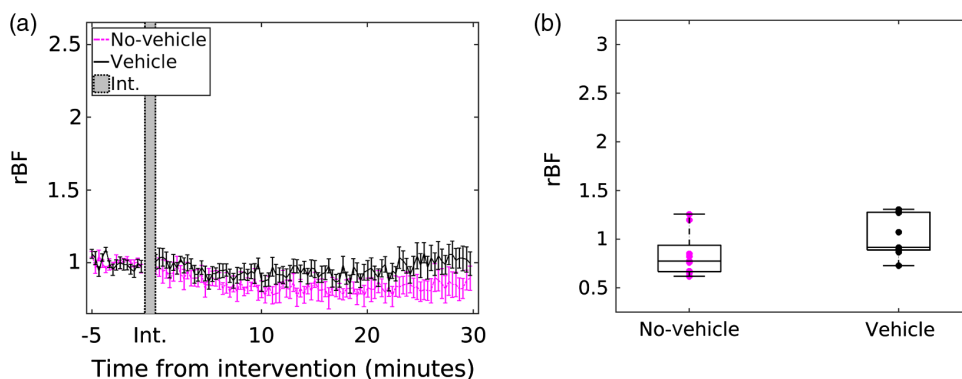 (a)
2.5
2
1.5
1
rBF
No-vehicle
Vehicle
Int.
-5 Int. 10 20 30
Time from intervention (minutes)
(b)
3
2.5
2
1.5
1
0.5
rBF
No-vehicle Vehicle